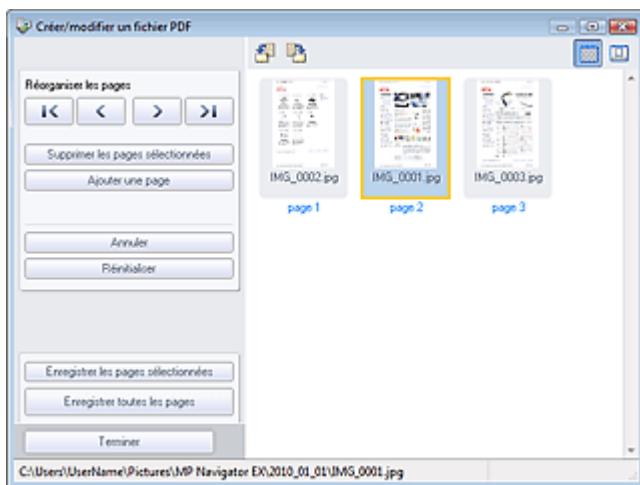 Créer/modifier un fichier PDF
Réorganiser les pages
Supprimer les pages sélectionnées
Ajouter une page
Annuler
Réinitialiser
Enregistrer les pages sélectionnées
Enregistrer toutes les pages
Terminer
IMG_0002.jpg IMG_0001.jpg IMG_0003.jpg
page 1 page 2 page 3
C:\Users\UserName\Pictures\MP Navigator EX\2010_01_01\IMG_0001.jpg